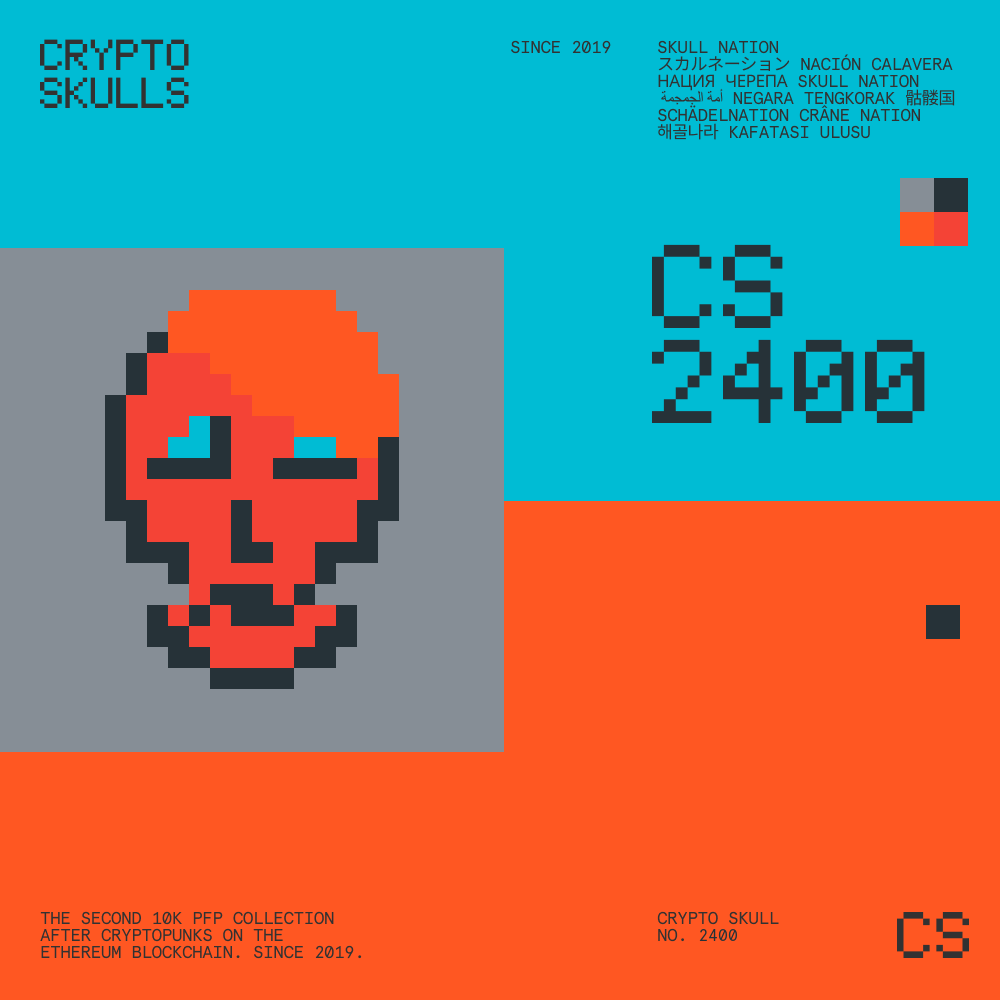 CRYPTO
SKULLS
SINCE 2019
SKULL NATION
スカルネーション NACIÓN CALAVERA
НАЦИЯ ЧЕРЕПА SKULL NATION
أمة الجمجمة NEGARA TENGKORAK 骷髅国
SCHÄDELNATION CRÂNE NATION
해골나라 KAFATASI ULUSU
CS
2400
THE SECOND 10K PFP COLLECTION
AFTER CRYPTOPUNKS ON THE
ETHEREUM BLOCKCHAIN. SINCE 2019.
CRYPTO SKULL
NO. 2400
CS